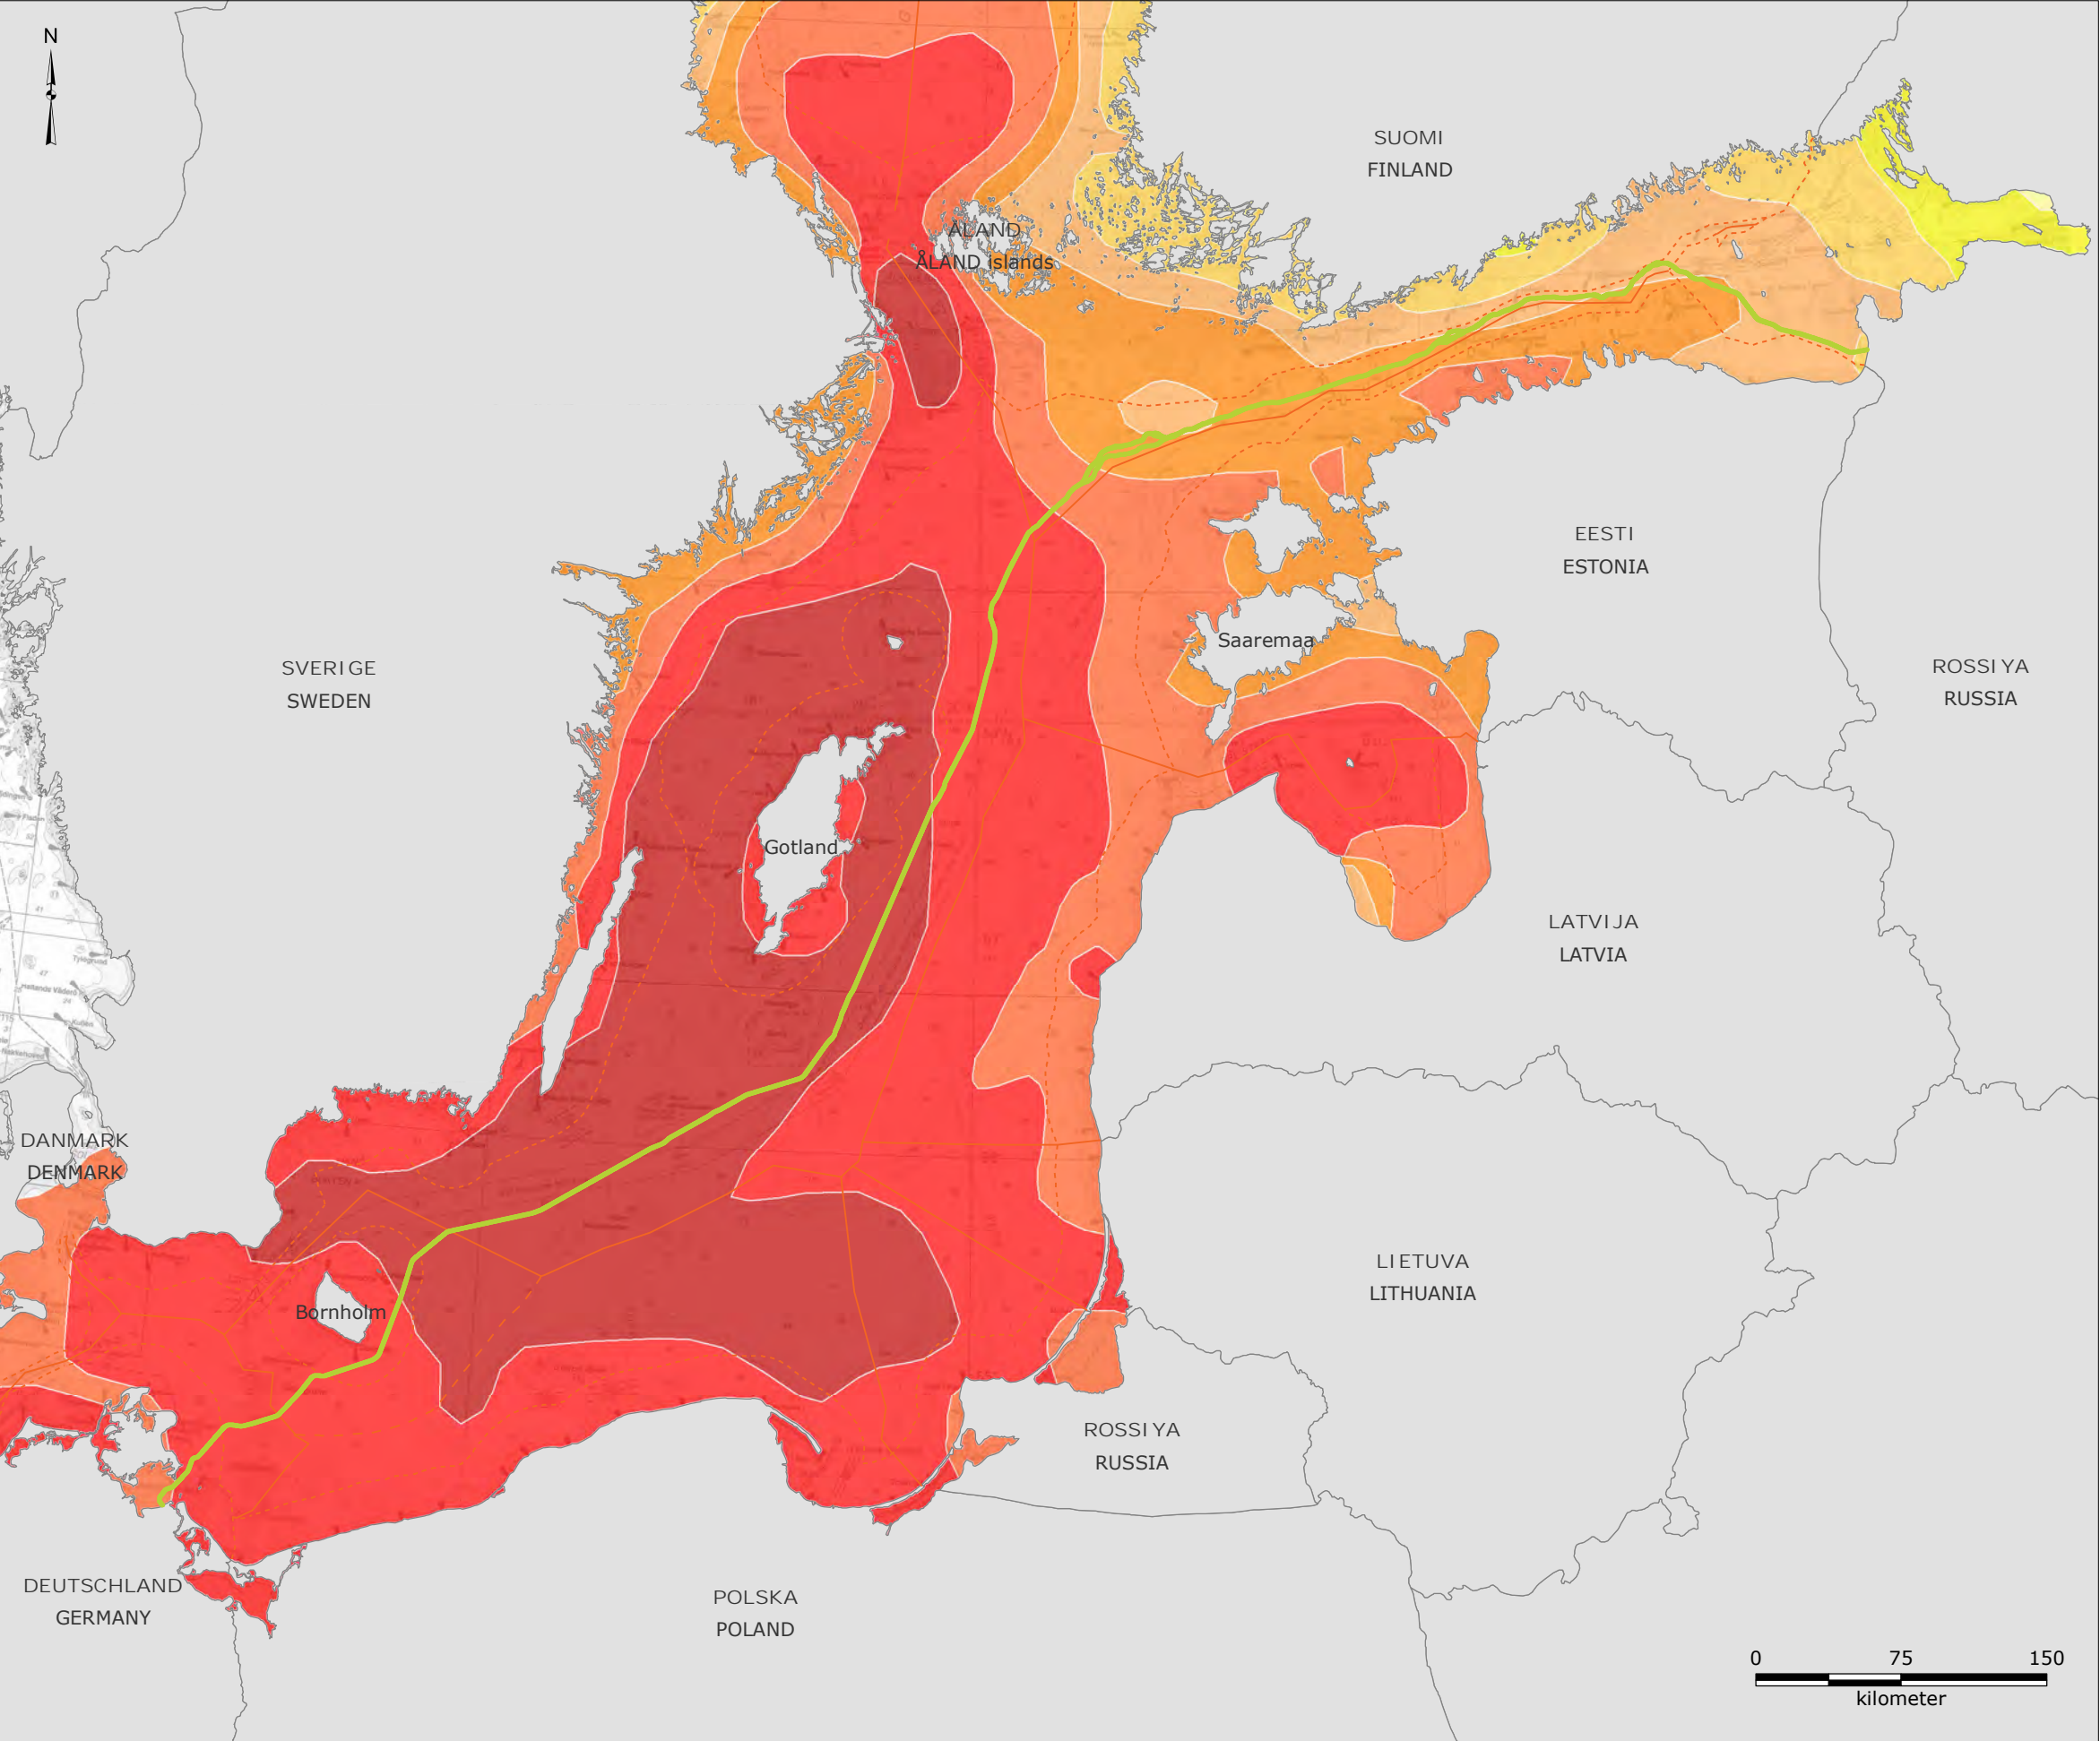 N
SUOMI
FINLAND
ÅLAND
ÅLAND islands
EESTI
ESTONIA
Saaremaa
ROSSIYA
RUSSIA
SVERIGE
SWEDEN
Gotland
LATVIJA
LATVIA
DANMARK
DENMARK
Bornholm
LIETUVA
LITHUANIA
ROSSIYA
RUSSIA
DEUTSCHLAND
GERMANY
POLSKA
POLAND
0 75 150
kilometer